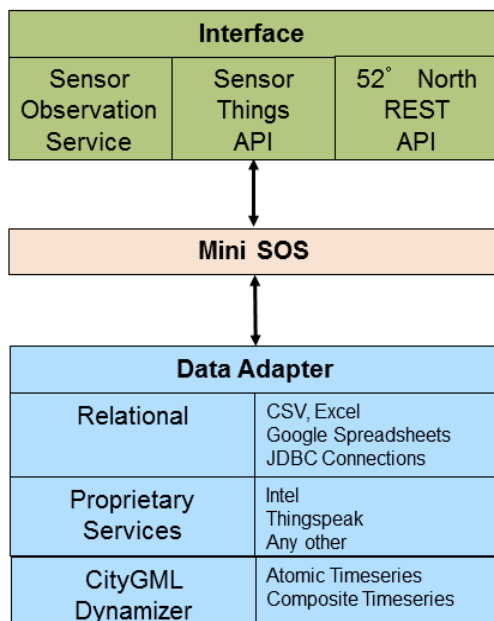 Interface
Sensor
Observation
Service
Sensor
Things
API
52° North
REST
API
Mini SOS
Data Adapter
Relational
CSV, Excel
Google Spreadsheets
JDBC Connections
Proprietary
Services
Intel
Thingspeak
Any other
CityGML
Dynamizer
Atomic Timeseries
Composite Timeseries